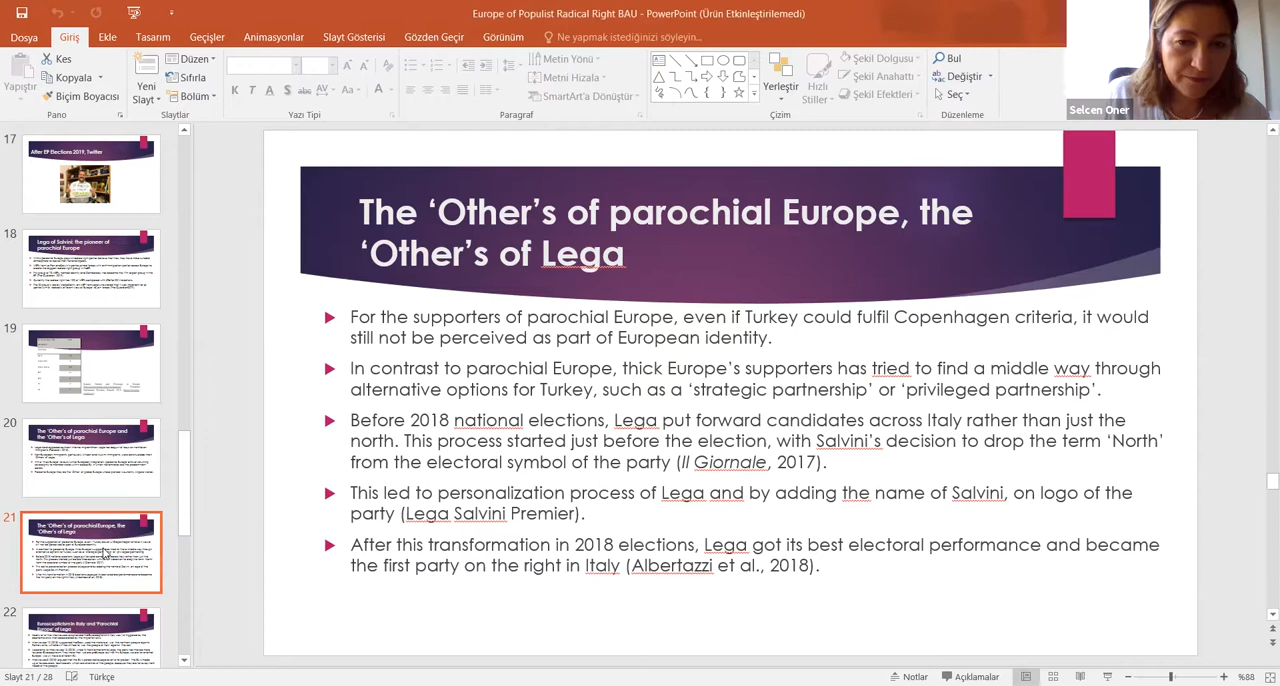 Europe of Populist Radical Right BAU - PowerPoint (Ürün Etkinleştirilemedi)
Dosya Giriş Ekle Tasarım Geçişler Animasyonlar Slayt Gösterisi Gözden Geçir Görünüm Ne yapmak istediğinizi söyleyin...
Yapıştır
Kes
Kopyala
Biçim Boyacısı
Pano
Yeni
Slayt
Düzen
Sıfırla
Bölüm
Slaytlar
K T A S abc AV Aa A
Yazı Tipi
Metin Yönü
Metni Hizala
SmartArt'a Dönüştür
Paragraf
Yerleştir
Hızlı
Stiller
Şekil Dolgusu
Şekil Anahattı
Şekil Efektleri
Çizim
Bul
Değiştir
Seç
Düzenleme
Selcen Oner
17
After EP Elections 2019, Twitter
18
Lega of Salvini: the pioneer of
parochial Europe
19
20
The 'Other's of parochial Europe and
the 'Other's of Lega
21
The 'Other's of parochial Europe, the
'Other's of Lega
22
Euroscepticism in Italy and 'Parochial
Europe' of Lega
The ‘Other’s of parochial Europe, the
‘Other’s of Lega
For the supporters of parochial Europe, even if Turkey could fulfil Copenhagen criteria, it would
still not be perceived as part of European identity.
In contrast to parochial Europe, thick Europe’s supporters has tried to find a middle way through
alternative options for Turkey, such as a ‘strategic partnership’ or ‘privileged partnership’.
Before 2018 national elections, Lega put forward candidates across Italy rather than just the
north. This process started just before the election, with Salvini’s decision to drop the term ‘North’
from the electoral symbol of the party (Il Giornale, 2017).
This led to personalization process of Lega and by adding the name of Salvini, on logo of the
party (Lega Salvini Premier).
After this transformation in 2018 elections, Lega got its best electoral performance and became
the first party on the right in Italy (Albertazzi et al., 2018).
Slayt 21 / 28 Türkçe Notlar Açıklamalar %88